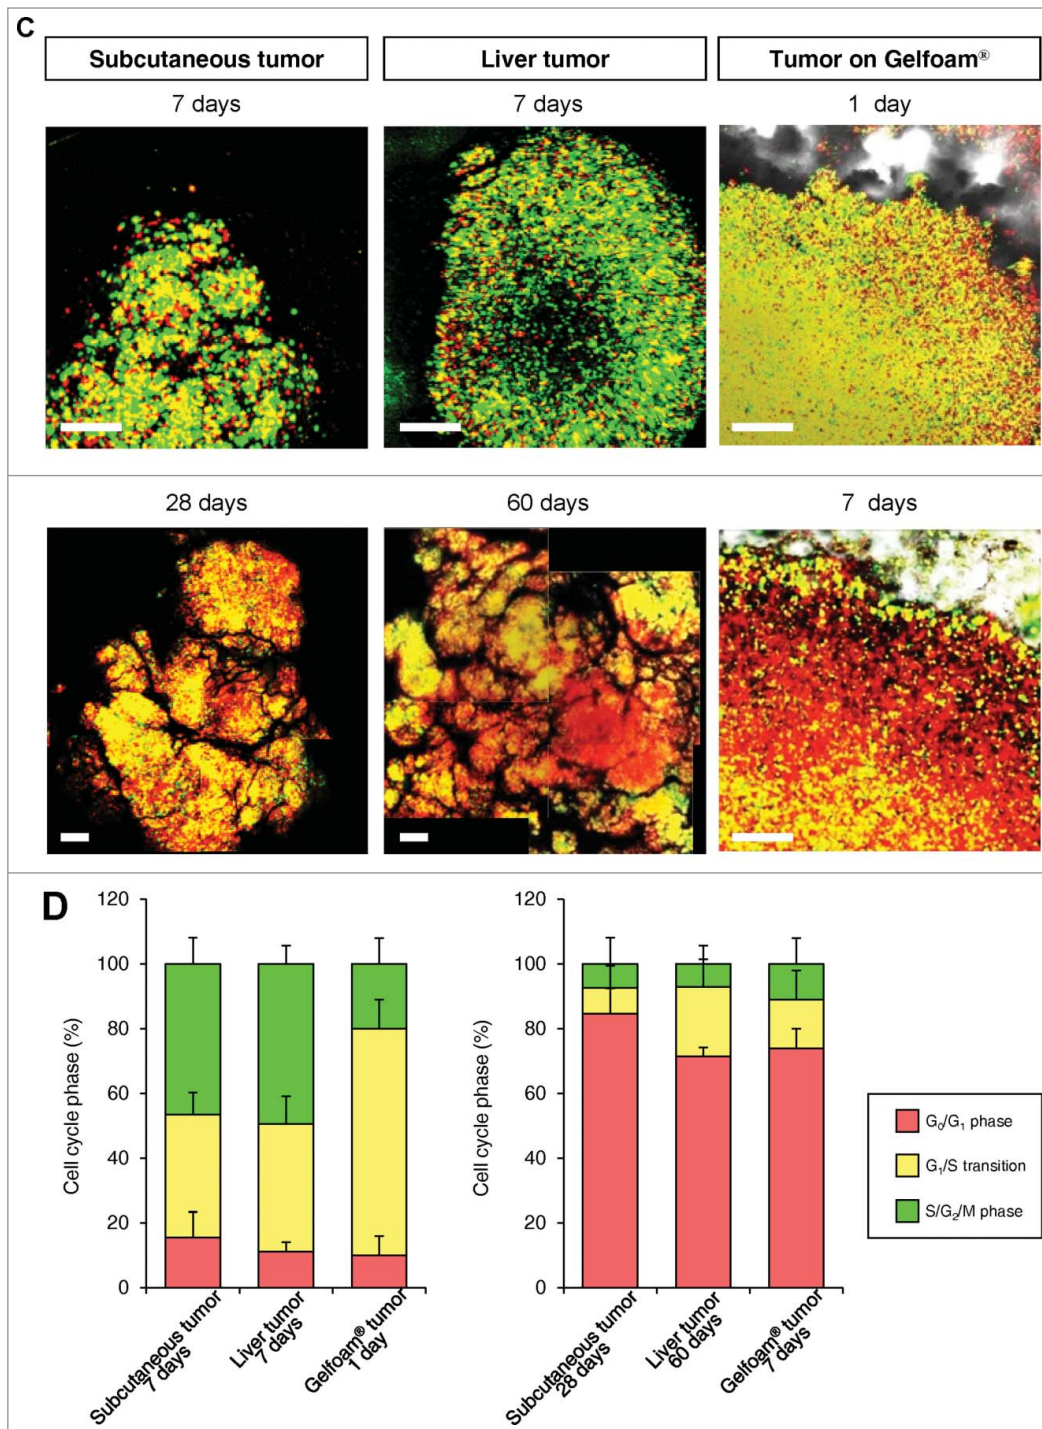 C
Subcutaneous tumor
Liver tumor
Tumor on Gelfoam®
7 days
7 days
1 day
28 days
60 days
7 days
D
120
100
80
60
40
20
0
Cell cycle phase (%)
Subcutaneous tumor
7 days
Liver tumor
7 days
Gelfoam® tumor
1 day
120
100
80
60
40
20
0
Cell cycle phase (%)
Subcutaneous tumor
28 days
Liver tumor
60 days
Gelfoam® tumor
7 days
G₀/G₁ phase
G₁/S transition
S/G₂/M phase